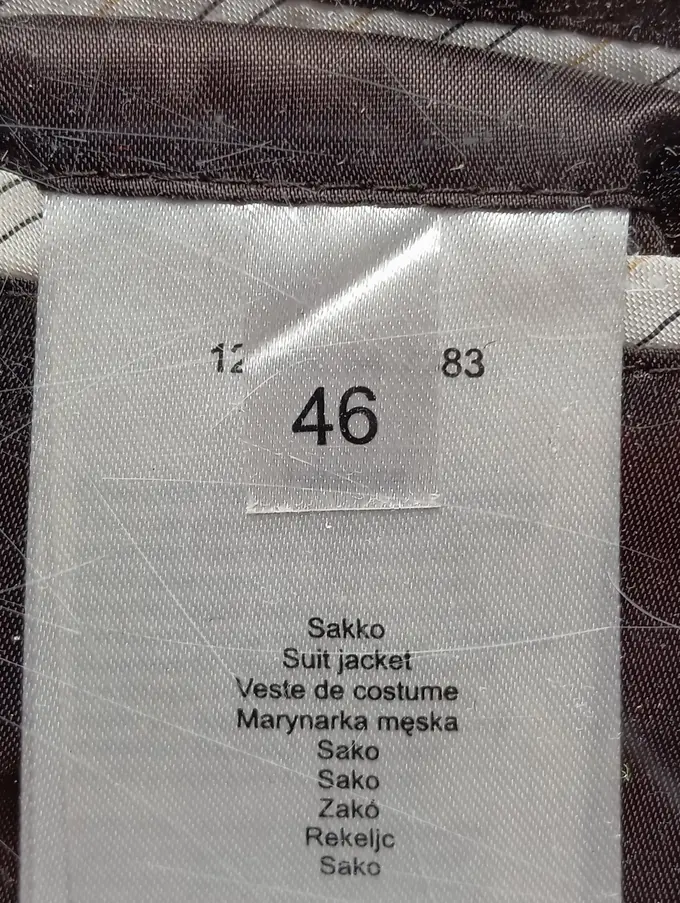 12 83
46
Sakko
Suit jacket
Veste de costume
Marynarka męska
Sako
Sako
Zakó
Rekeljc
Sako